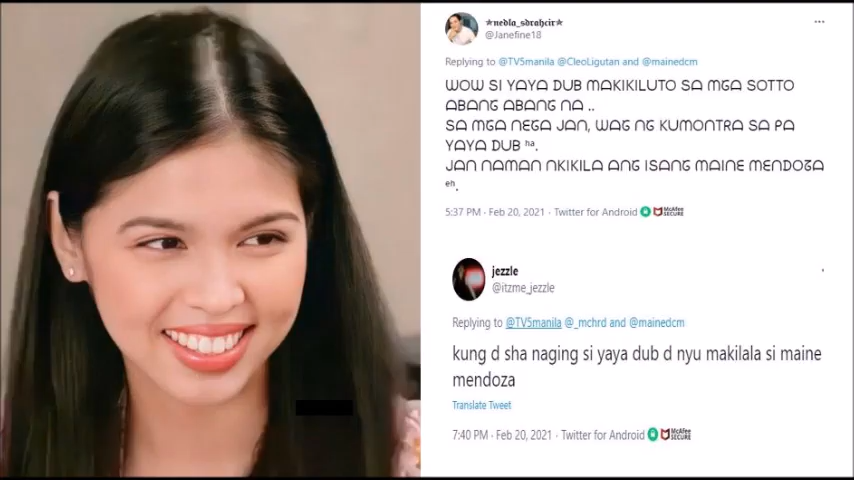 ★nedla_sdrahcir★
@Janefine18
Replying to @TV5manila @CleoLigutan and @mainedcm
WOW SI YAYA DUB MAKIKILUTO SA MGA SOTTO
ABANG ABANG NA ..
SA MGA NEGA JAN, WAG NG KUMONTRA SA PA
YAYA DUB ʰᵃ.
JAN NAMAN NKIKILA ANG ISANG MAINE MENDOZA
ᵉʰ.
5:37 PM · Feb 20, 2021 · Twitter for Android McAfee SECURE
jezzle
@itzme_jezzle
Replying to @TV5manila @_mchrd and @mainedcm
kung d sha naging si yaya dub d nyu makilala si maine
mendoza
Translate Tweet
7:40 PM · Feb 20, 2021 · Twitter for Android McAfee SECURE